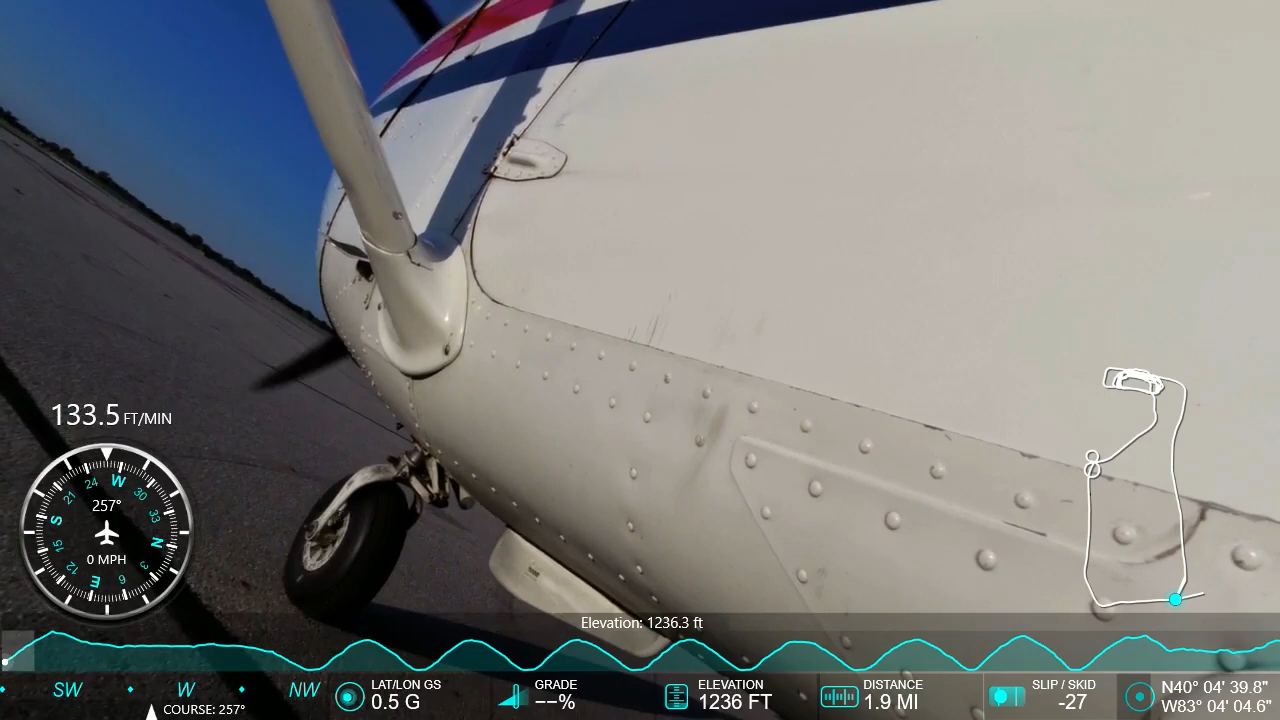 133.5 FT/MIN
24 W 30
21 33
257°
S N
0 MPH
15 3
12 E 6
Elevation: 1236.3 ft
SW W NW
COURSE: 257°
LAT/LON GS
0.5 G
GRADE
--%
ELEVATION
1236 FT
DISTANCE
1.9 MI
SLIP / SKID
-27
N40° 04' 39.8"
W83° 04' 04.6"